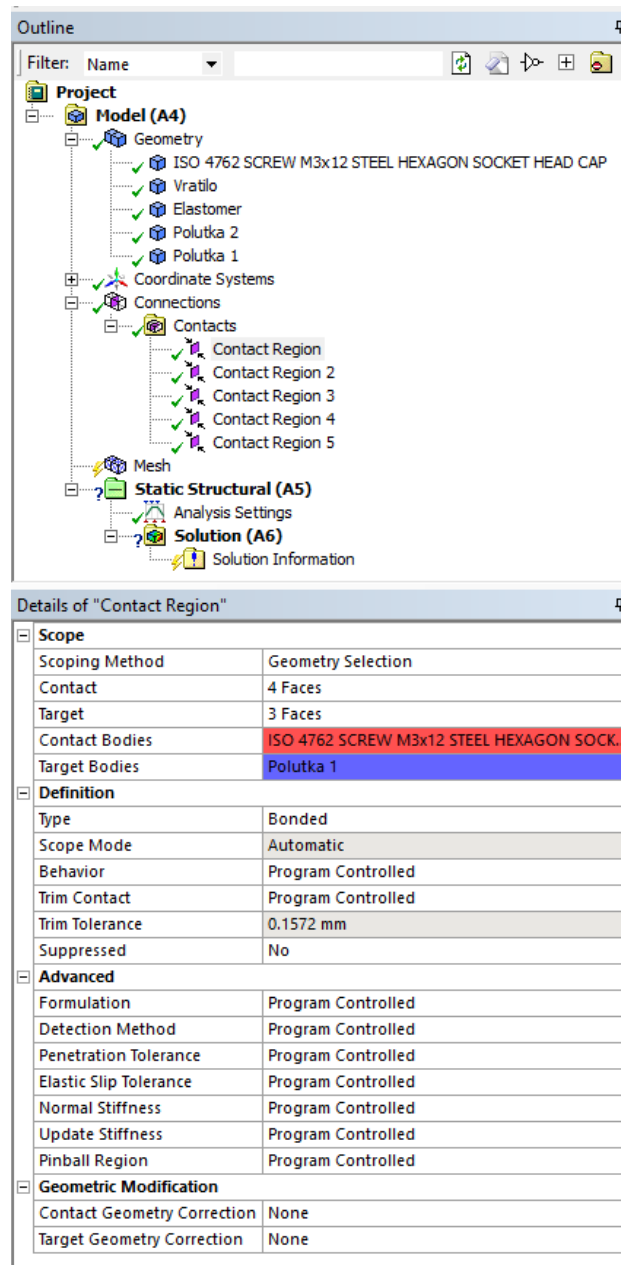 Outline
Filter: Name
Project
Model (A4)
Geometry
ISO 4762 SCREW M3x12 STEEL HEXAGON SOCKET HEAD CAP
Vratilo
Elastomer
Polutka 2
Polutka 1
Coordinate Systems
Connections
Contacts
Contact Region
Contact Region 2
Contact Region 3
Contact Region 4
Contact Region 5
Mesh
Static Structural (A5)
Analysis Settings
Solution (A6)
Solution Information
Details of "Contact Region"
Scope
Scoping Method Geometry Selection
Contact 4 Faces
Target 3 Faces
Contact Bodies ISO 4762 SCREW M3x12 STEEL HEXAGON SOCK...
Target Bodies Polutka 1
Definition
Type Bonded
Scope Mode Automatic
Behavior Program Controlled
Trim Contact Program Controlled
Trim Tolerance 0.1572 mm
Suppressed No
Advanced
Formulation Program Controlled
Detection Method Program Controlled
Penetration Tolerance Program Controlled
Elastic Slip Tolerance Program Controlled
Normal Stiffness Program Controlled
Update Stiffness Program Controlled
Pinball Region Program Controlled
Geometric Modification
Contact Geometry Correction None
Target Geometry Correction None